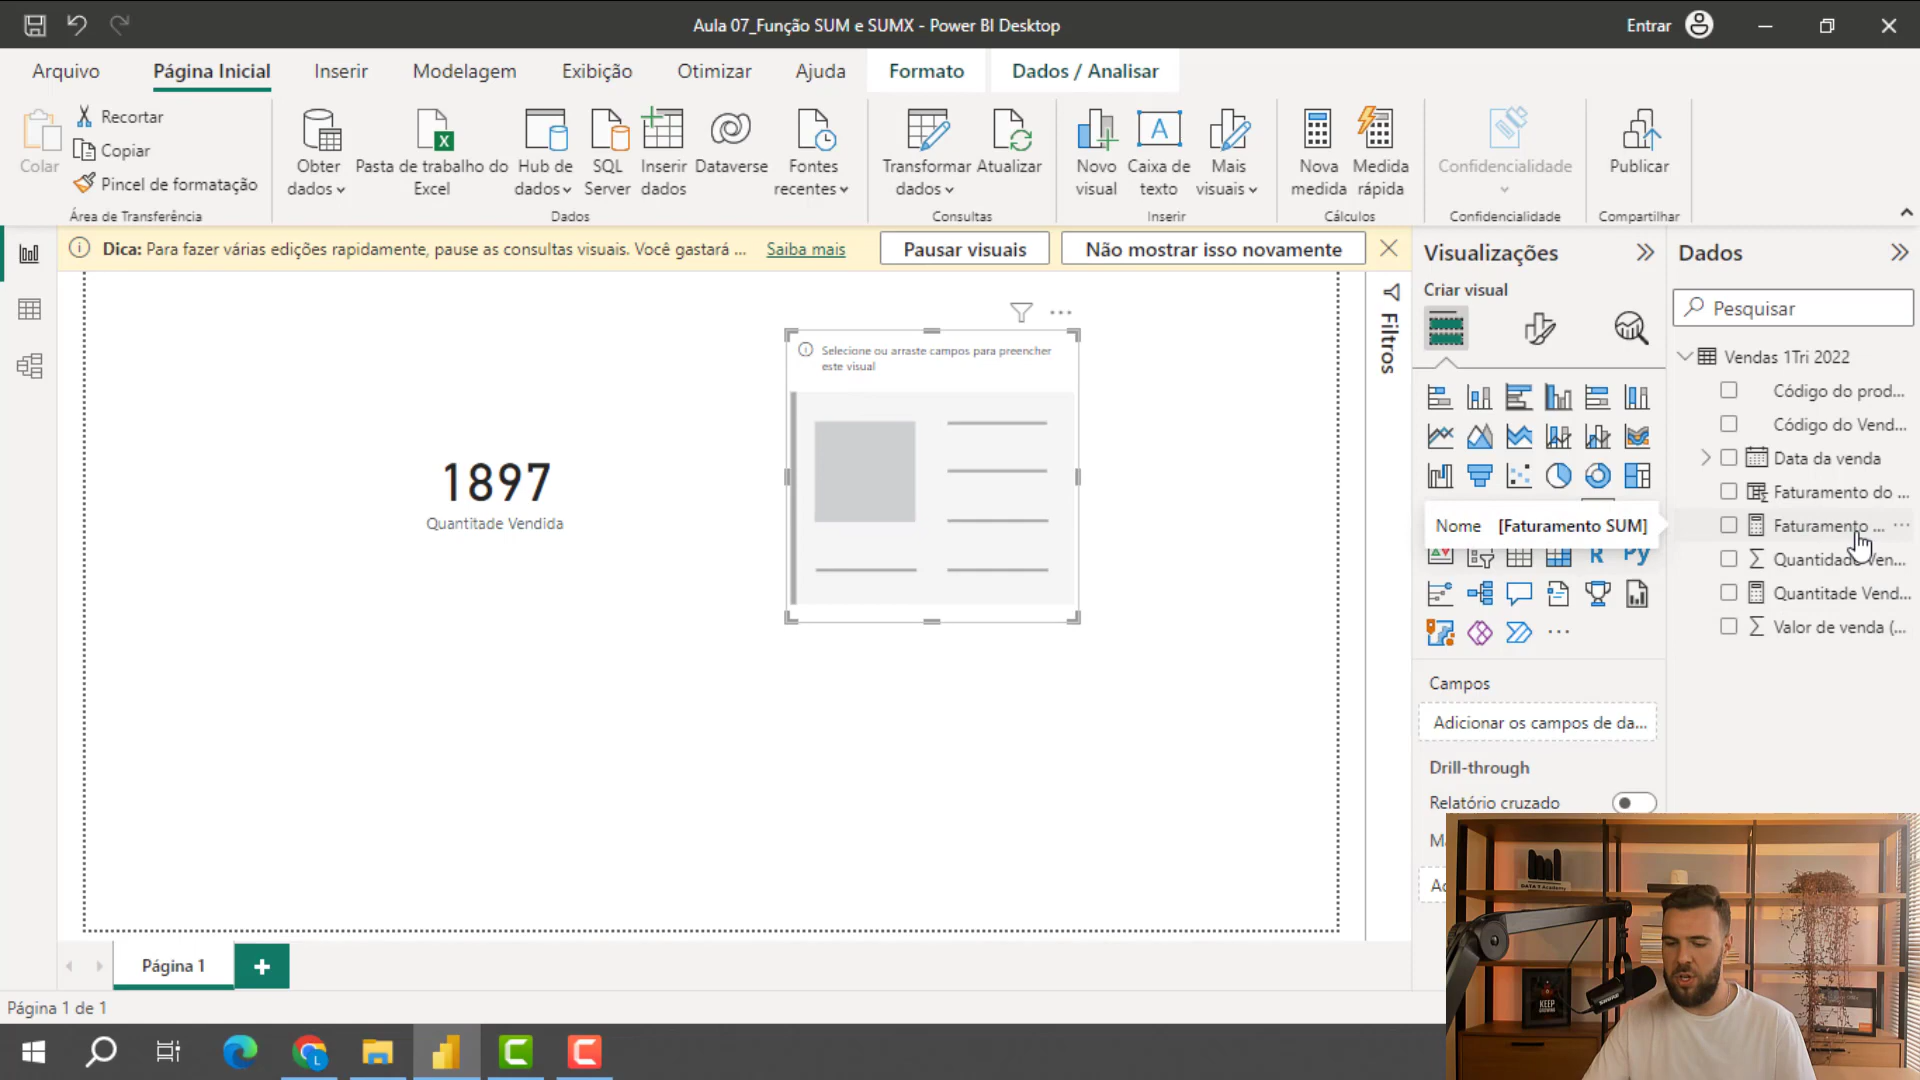 Aula 07_Função SUM e SUMX - Power BI Desktop
Entrar
Arquivo
Página Inicial
Inserir
Modelagem
Exibição
Otimizar
Ajuda
Formato
Dados / Analisar
Colar
Recortar
Copiar
Pincel de formatação
Área de Transferência
Obter
dados
Pasta de trabalho do
Excel
Hub de
dados
SQL
Server
Inserir
dados
Dataverse
Fontes
recentes
Dados
Transformar
dados
Atualizar
Consultas
Novo
visual
Caixa de
texto
Mais
visuais
Inserir
Nova
medida
Medida
rápida
Cálculos
Confidencialidade
Confidencialidade
Publicar
Compartilhar
Dica: Para fazer várias edições rapidamente, pause as consultas visuais. Você gastará ...
Saiba mais
Pausar visuais
Não mostrar isso novamente
Selecione ou arraste campos para preencher
este visual
1897
Quantitade Vendida
Filtros
Visualizações
Criar visual
Nome [Faturamento SUM]
R
Py
Campos
Adicionar os campos de da...
Drill-through
Relatório cruzado
Dados
Pesquisar
Vendas 1Tri 2022
Código do prod...
Código do Vend...
Data da venda
Faturamento do ...
Faturamento ...
Quantidade Ven...
Quantitade Vend...
Valor de venda (...
Página 1
Página 1 de 1
DATA Y Academy
SHURE
KEEP